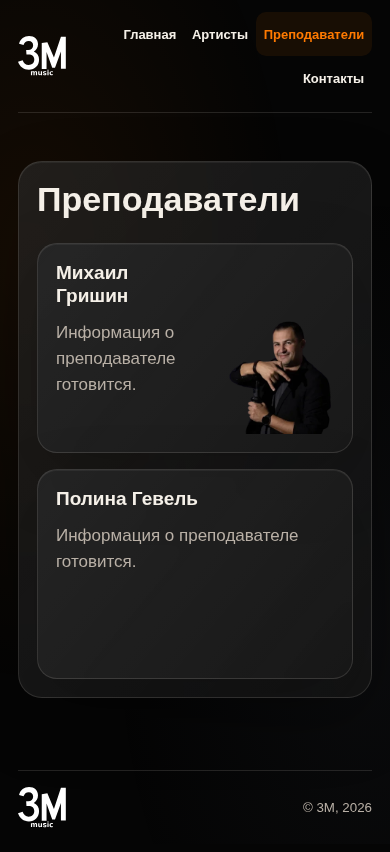 3M
music
Главная Артисты Преподаватели
Контакты
Преподаватели
Михаил
Гришин
Информация о
преподавателе
готовится.
Полина Гевель
Информация о преподавателе
готовится.
3M
music
© 3M, 2026